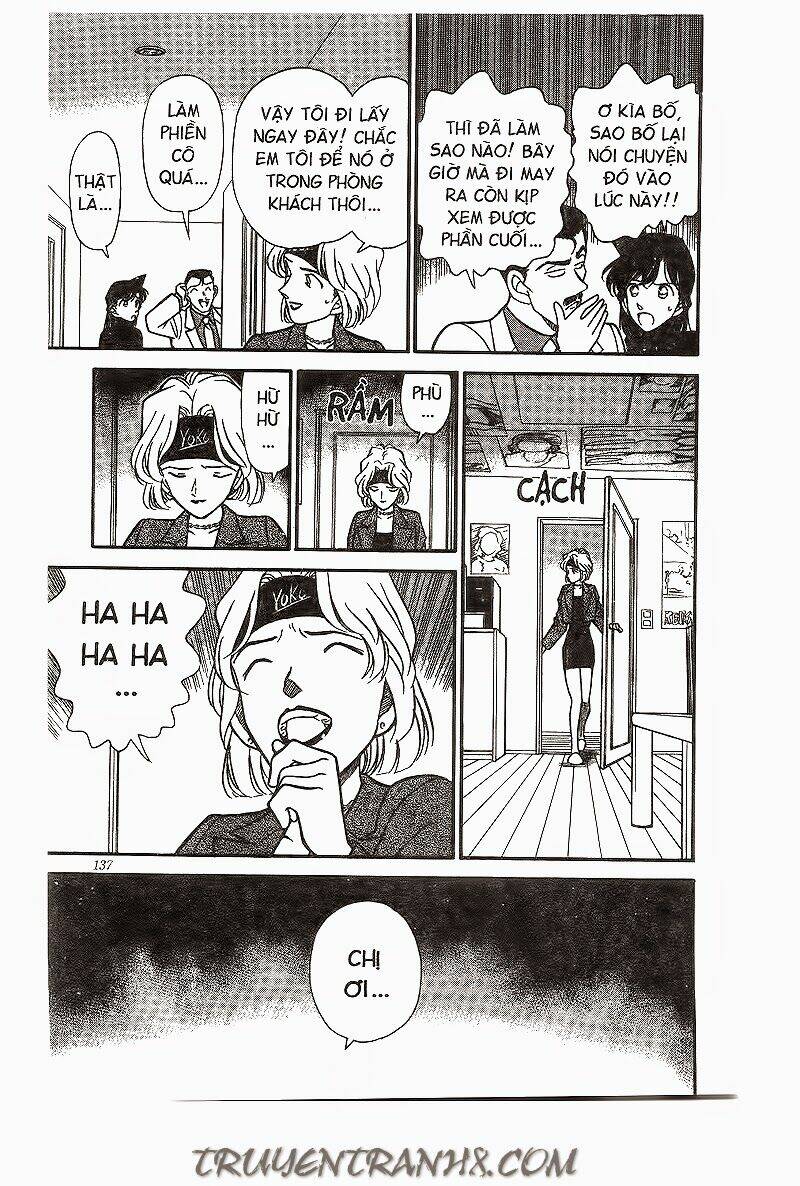 Ơ KÌA BỐ,
SAO BỐ LẠI
NÓI CHUYỆN
ĐÓ VÀO
LÚC NÀY!!
THÌ ĐÃ LÀM
SAO NÀO! BÂY
GIỜ MÀ ĐI MAY
RA CÒN KỊP
XEM ĐƯỢC
PHẦN CUỐI...
VẬY TÔI ĐI LẤY
NGAY ĐÂY! CHẮC
EM TÔI ĐỂ NÓ Ở
TRONG PHÒNG
KHÁCH THÔI...
LÀM
PHIỀN
CÔ
QUÁ...
THẬT
LÀ...
CẠCH
PHÙ
...
RẦM
HỪ
HỪ
...
Yoko
HA HA
HA HA
...
YoKo
137
CHỊ
ƠI...
TRUYENTRANH8.COM